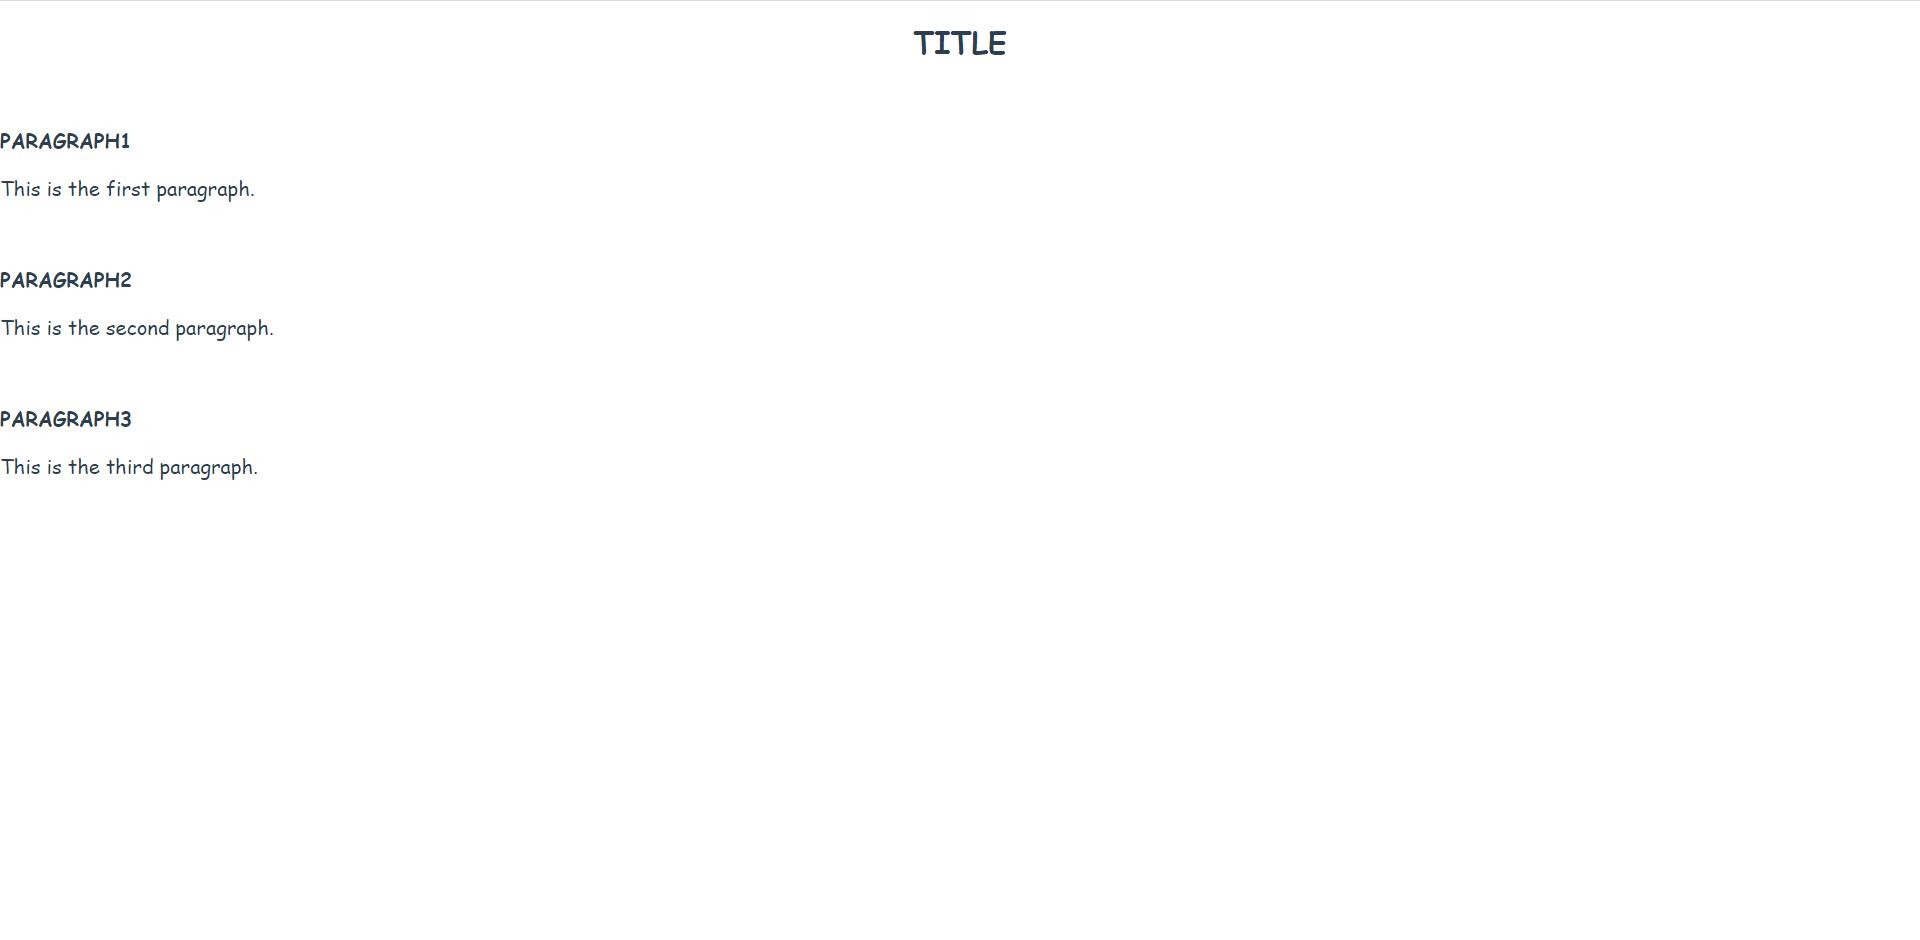 TITLE
PARAGRAPH1
This is the first paragraph.
PARAGRAPH2
This is the second paragraph.
PARAGRAPH3
This is the third paragraph.